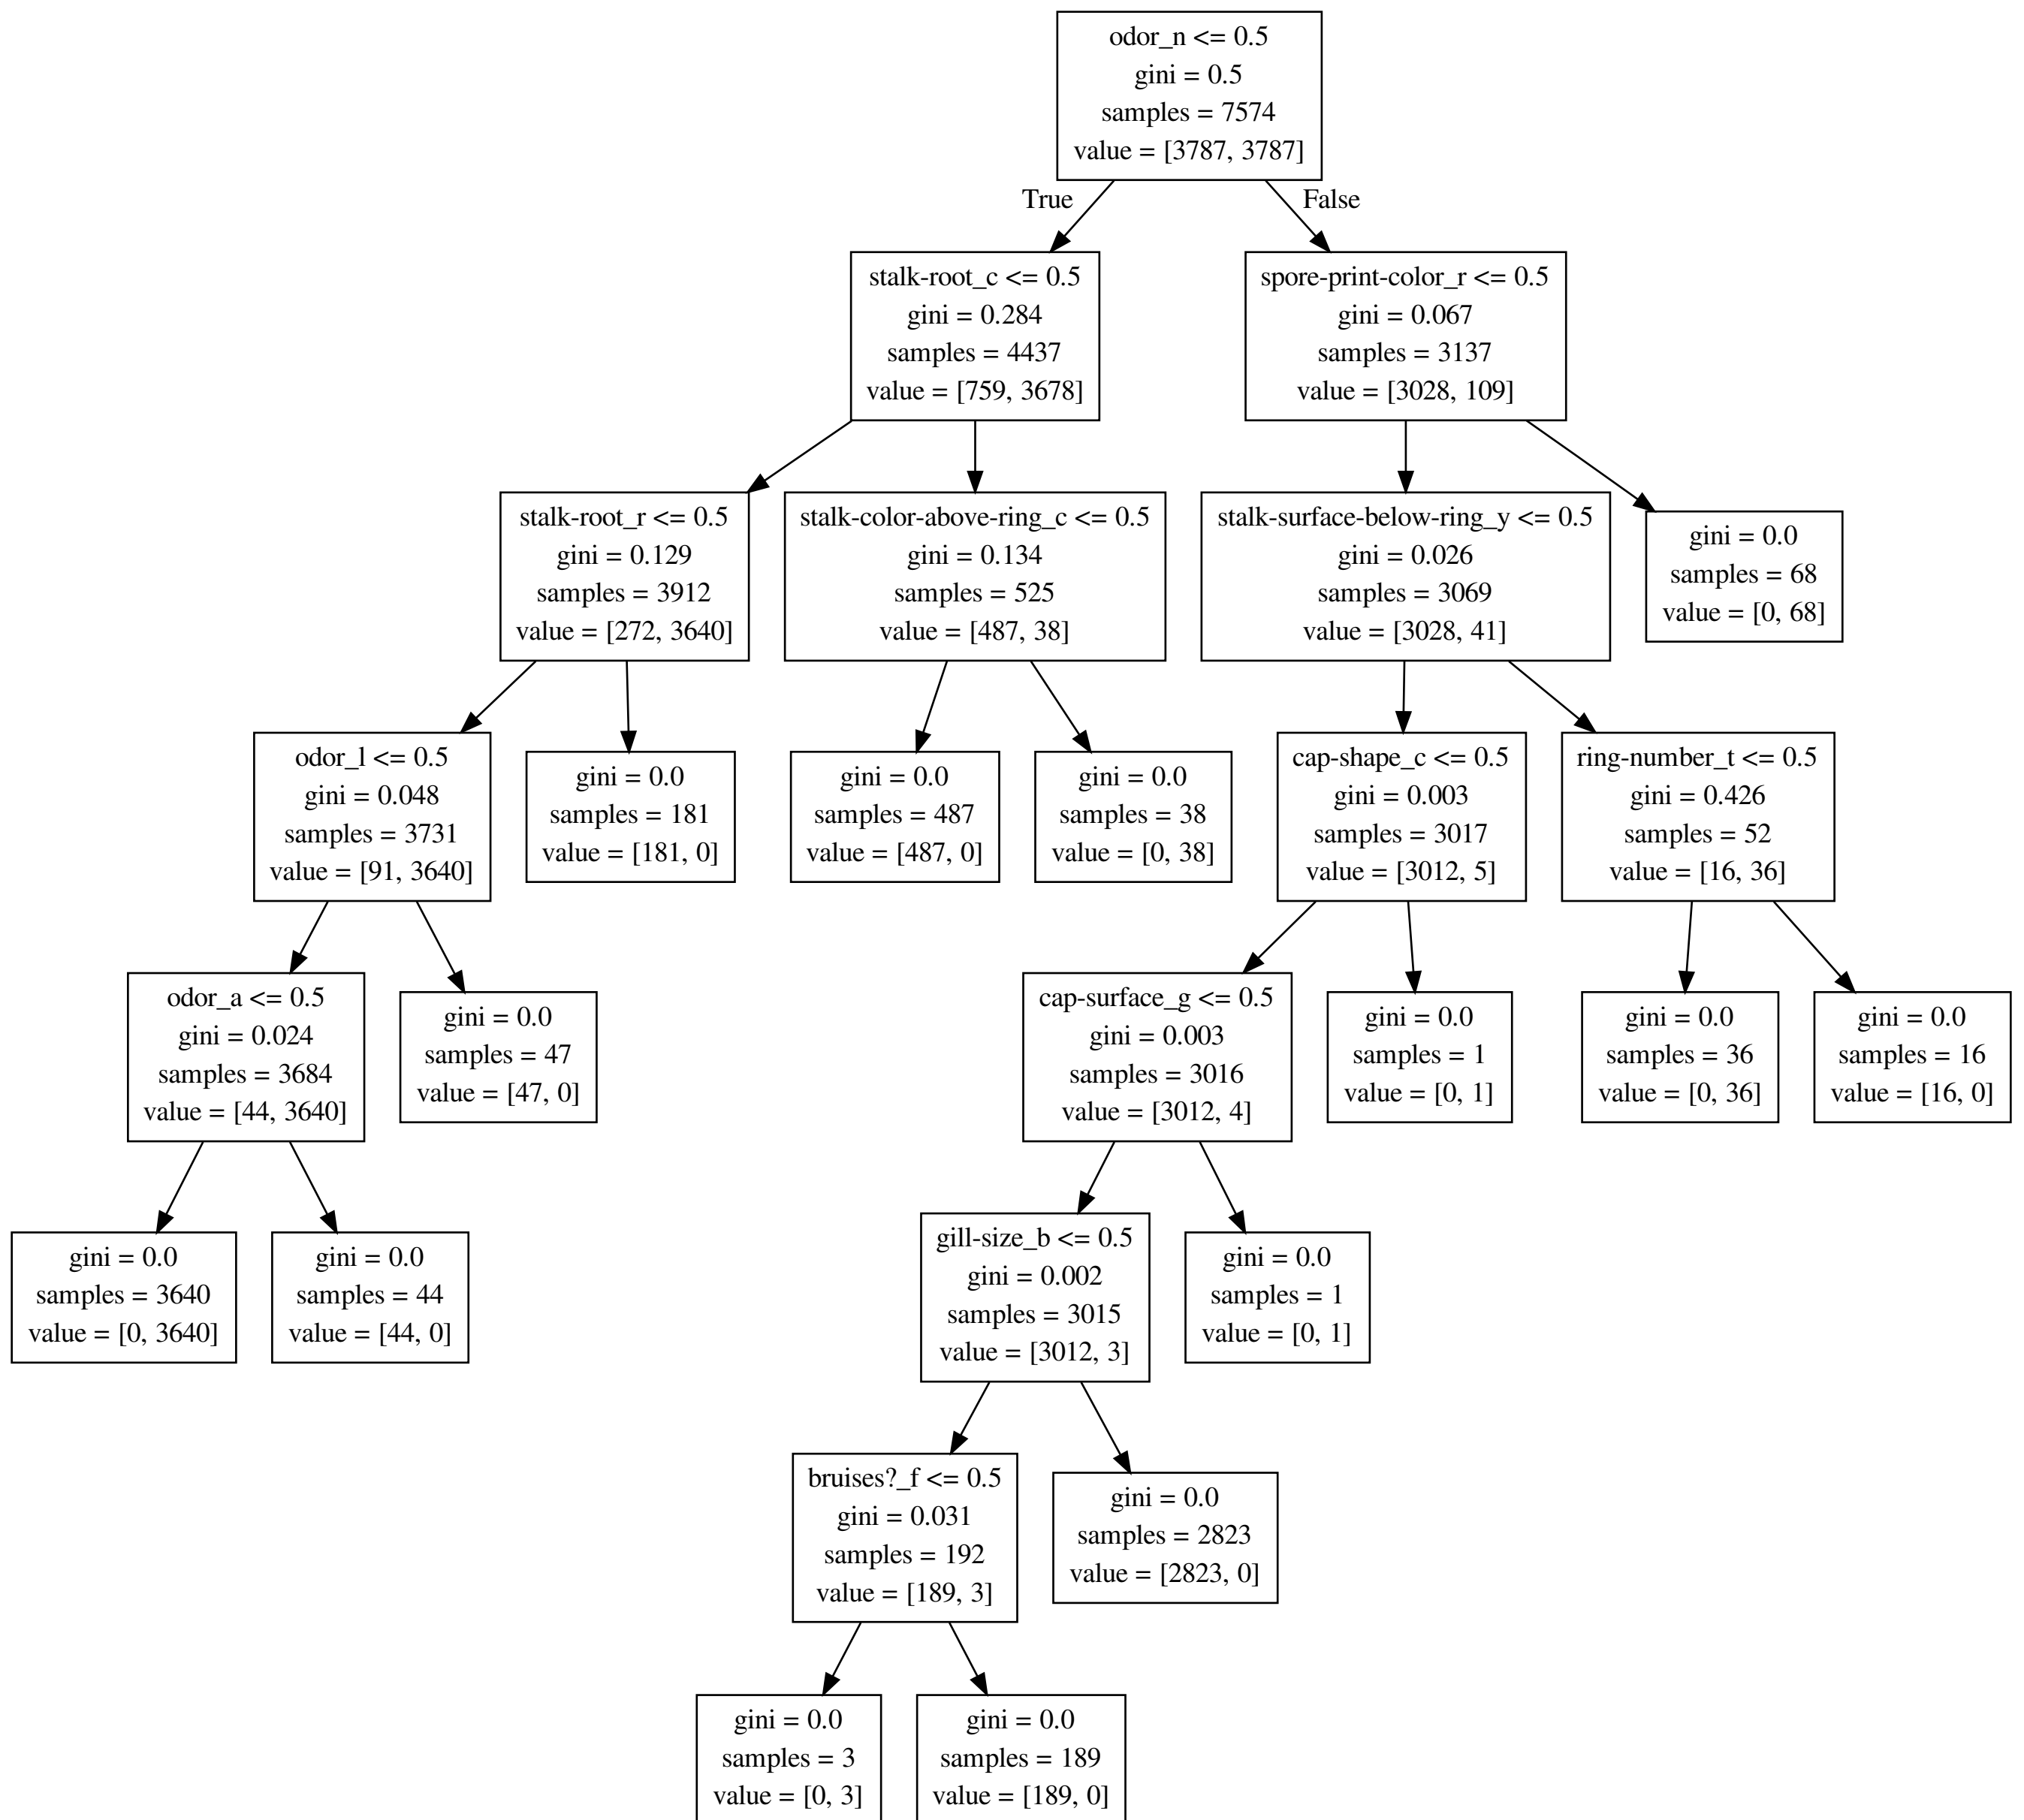 odor_n <= 0.5
gini = 0.5
samples = 7574
value = [3787, 3787]
True
False
stalk-root_c <= 0.5
gini = 0.284
samples = 4437
value = [759, 3678]
spore-print-color_r <= 0.5
gini = 0.067
samples = 3137
value = [3028, 109]
stalk-root_r <= 0.5
gini = 0.129
samples = 3912
value = [272, 3640]
stalk-color-above-ring_c <= 0.5
gini = 0.134
samples = 525
value = [487, 38]
stalk-surface-below-ring_y <= 0.5
gini = 0.026
samples = 3069
value = [3028, 41]
gini = 0.0
samples = 68
value = [0, 68]
odor_l <= 0.5
gini = 0.048
samples = 3731
value = [91, 3640]
gini = 0.0
samples = 181
value = [181, 0]
gini = 0.0
samples = 487
value = [487, 0]
gini = 0.0
samples = 38
value = [0, 38]
cap-shape_c <= 0.5
gini = 0.003
samples = 3017
value = [3012, 5]
ring-number_t <= 0.5
gini = 0.426
samples = 52
value = [16, 36]
odor_a <= 0.5
gini = 0.024
samples = 3684
value = [44, 3640]
gini = 0.0
samples = 47
value = [47, 0]
cap-surface_g <= 0.5
gini = 0.003
samples = 3016
value = [3012, 4]
gini = 0.0
samples = 1
value = [0, 1]
gini = 0.0
samples = 36
value = [0, 36]
gini = 0.0
samples = 16
value = [16, 0]
gini = 0.0
samples = 3640
value = [0, 3640]
gini = 0.0
samples = 44
value = [44, 0]
gill-size_b <= 0.5
gini = 0.002
samples = 3015
value = [3012, 3]
gini = 0.0
samples = 1
value = [0, 1]
bruises?_f <= 0.5
gini = 0.031
samples = 192
value = [189, 3]
gini = 0.0
samples = 2823
value = [2823, 0]
gini = 0.0
samples = 3
value = [0, 3]
gini = 0.0
samples = 189
value = [189, 0]